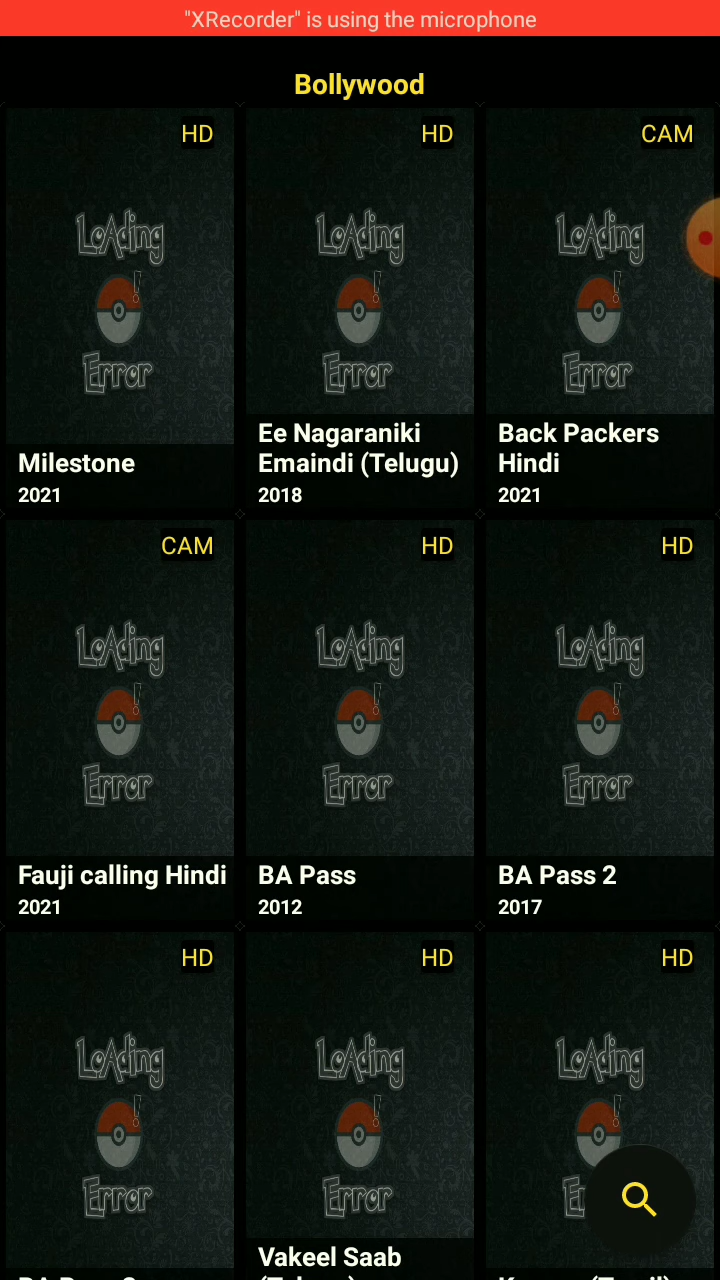 "XRecorder" is using the microphone
Bollywood
HD
HD
CAM
LoAding
LoAding
LoAding
Error
Error
Error
Milestone
2021
Ee Nagaraniki
Emaindi (Telugu)
2018
Back Packers
Hindi
2021
CAM
HD
HD
LoAding
LoAding
LoAding
Error
Error
Error
Fauji calling Hindi
2021
BA Pass
2012
BA Pass 2
2017
HD
HD
HD
LoAding
LoAding
LoAding
Error
Error
Vakeel Saab